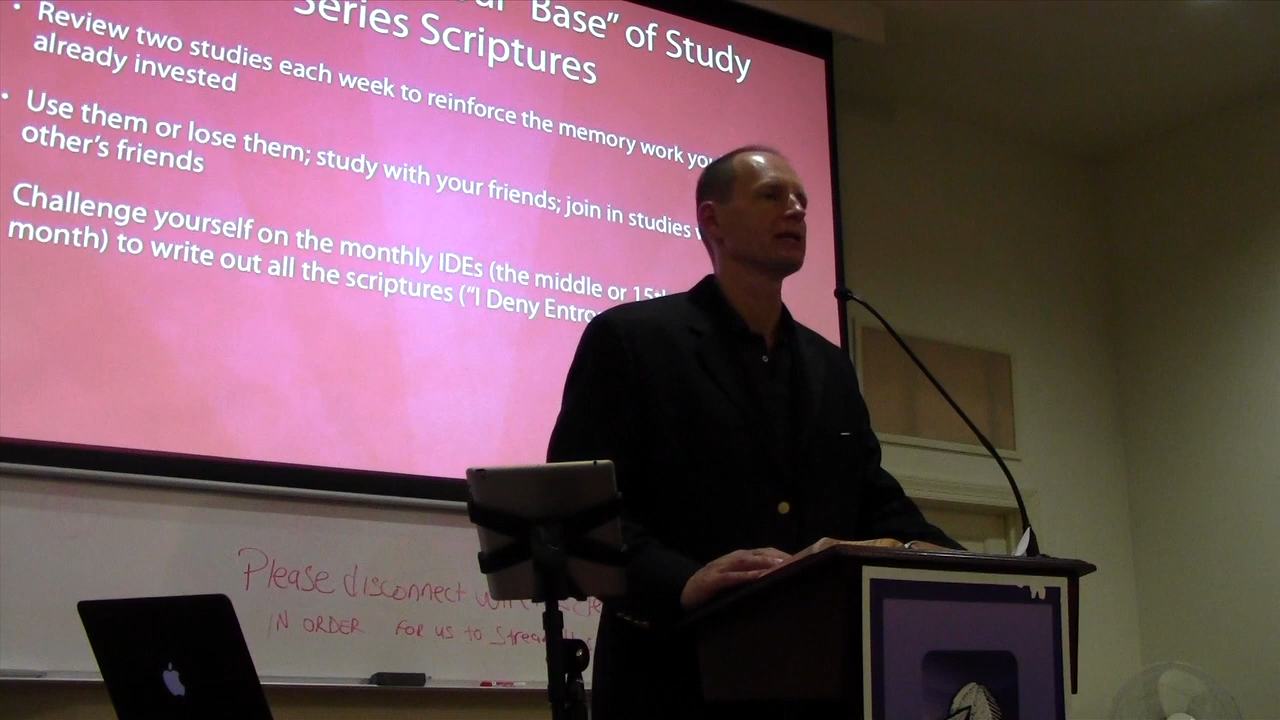 "Base" of Study
Series Scriptures
• Review two studies each week to reinforce the memory work you
already invested
• Use them or lose them; study with your friends; join in studies
other's friends
Challenge yourself on the monthly IDEs (the middle or 15th
month) to write out all the scriptures ("I Deny Entro
Please disconnect
IN ORDER FOR US TO Stream